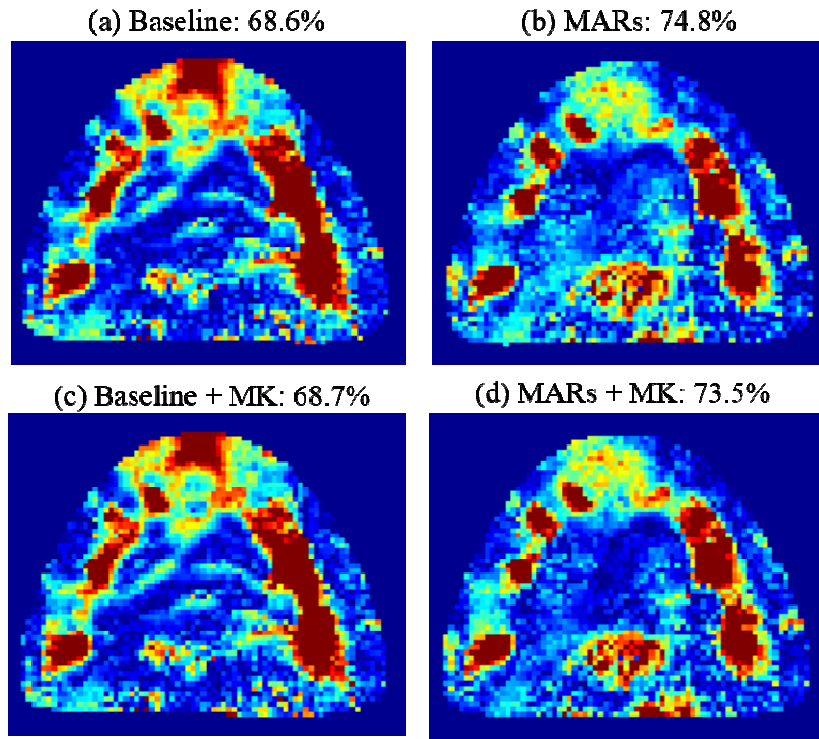 (a) Baseline: 68.6%
(b) MARs: 74.8%
(c) Baseline + MK: 68.7%
(d) MARs + MK: 73.5%